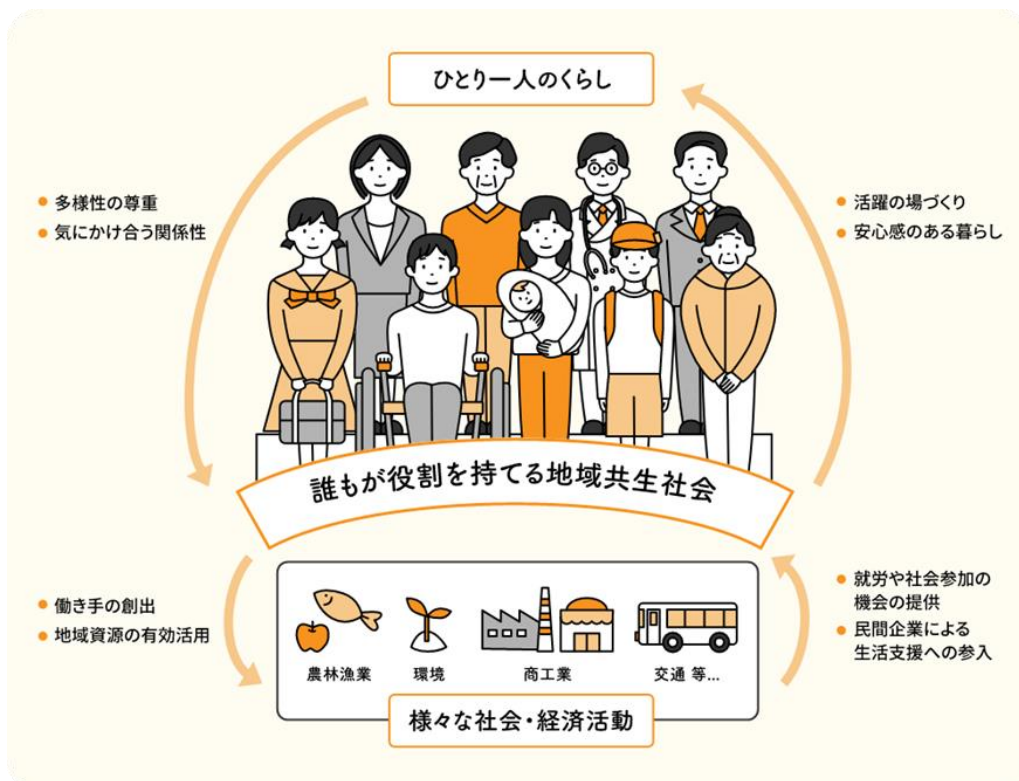 ひとり一人のくらし
● 多様性の尊重
● 気にかけ合う関係性
● 活躍の場づくり
● 安心感のある暮らし
誰もが役割を持てる地域共生社会
● 働き手の創出
● 地域資源の有効活用
● 就労や社会参加の
機会の提供
● 民間企業による
生活支援への参入
農林漁業
環境
商工業
交通 等...
様々な社会・経済活動